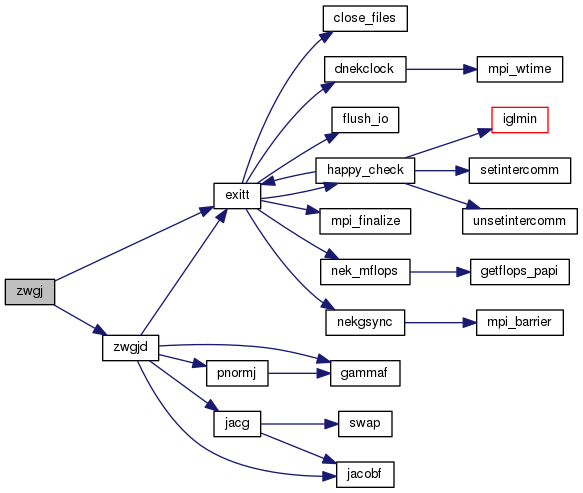 close_files
dnekclock
mpi_wtime
flush_io
iglmin
happy_check
setintercomm
exitt
mpi_finalize
unsetintercomm
nek_mflops
getflops_papi
zwgj
nekgsync
mpi_barrier
zwgjd
pnormj
gammaf
jacg
swap
jacobf